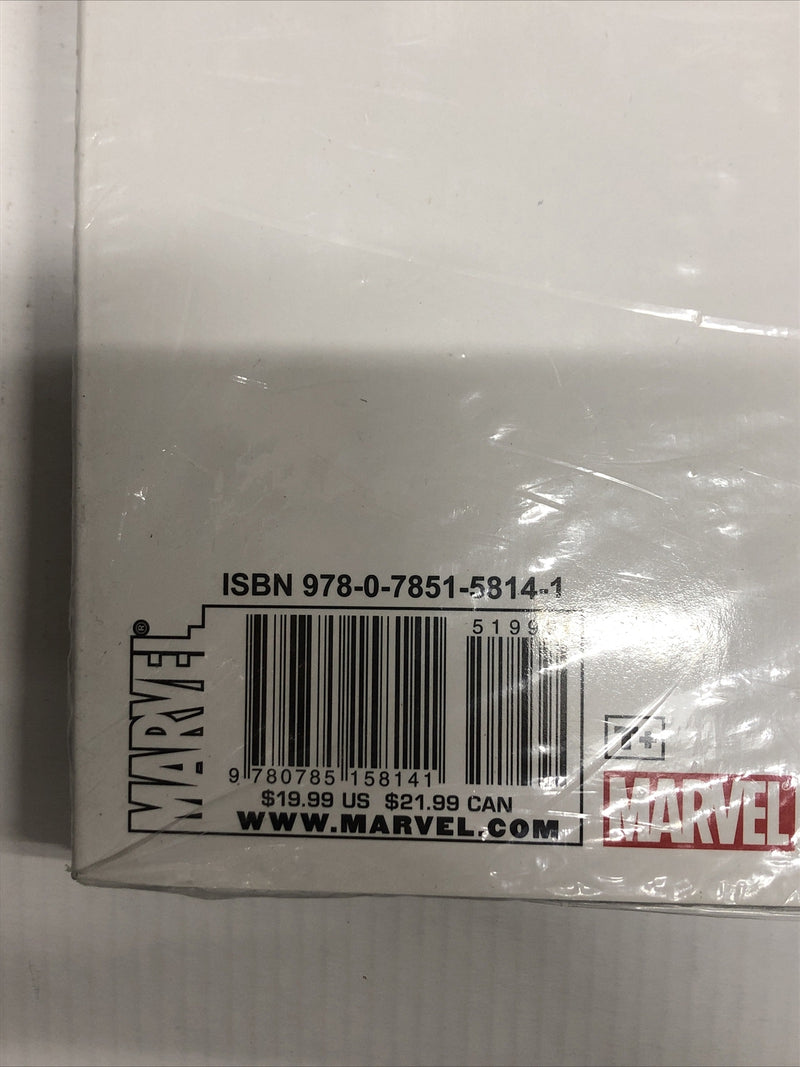 ISBN 978-0-7851-5814-1
MARVEL®
5199
9 780785 158141
$19.99 US $21.99 CAN
WWW.MARVEL.COM
T+
MARVEL